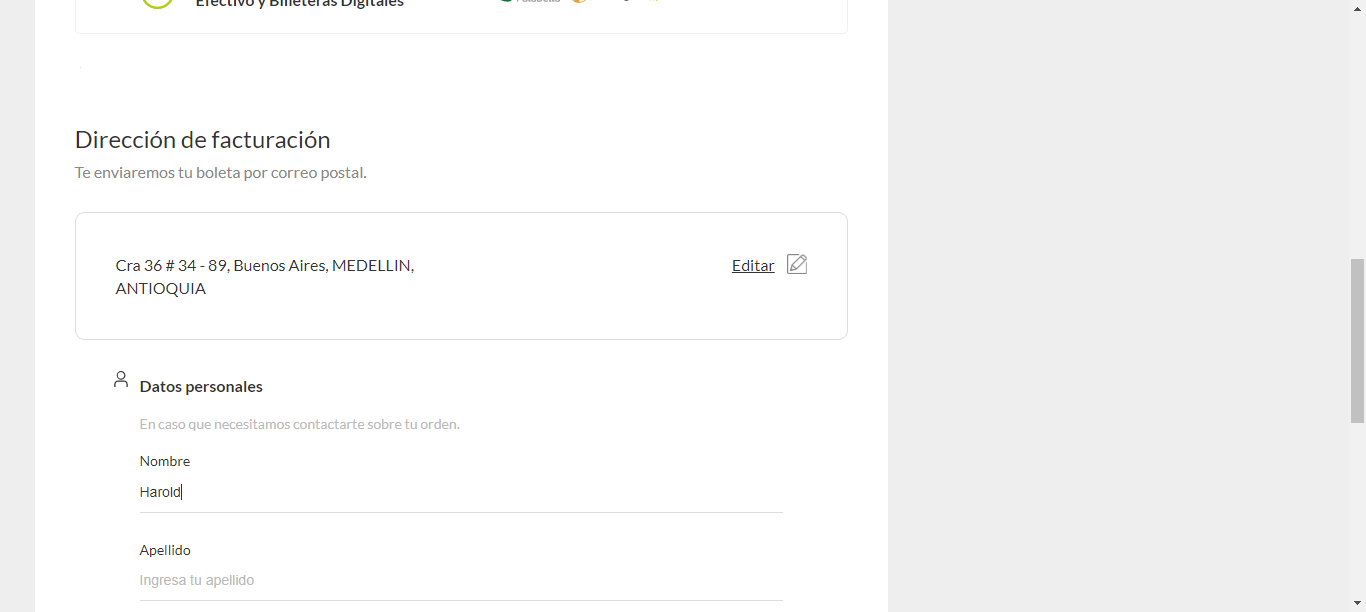 Efectivo y Billeteras Digitales
Dirección de facturación
Te enviaremos tu boleta por correo postal.
Cra 36 # 34 - 89, Buenos Aires, MEDELLIN,
ANTIOQUIA
Editar
Datos personales
En caso que necesitamos contactarte sobre tu orden.
Nombre
Harold
Apellido
Ingresa tu apellido